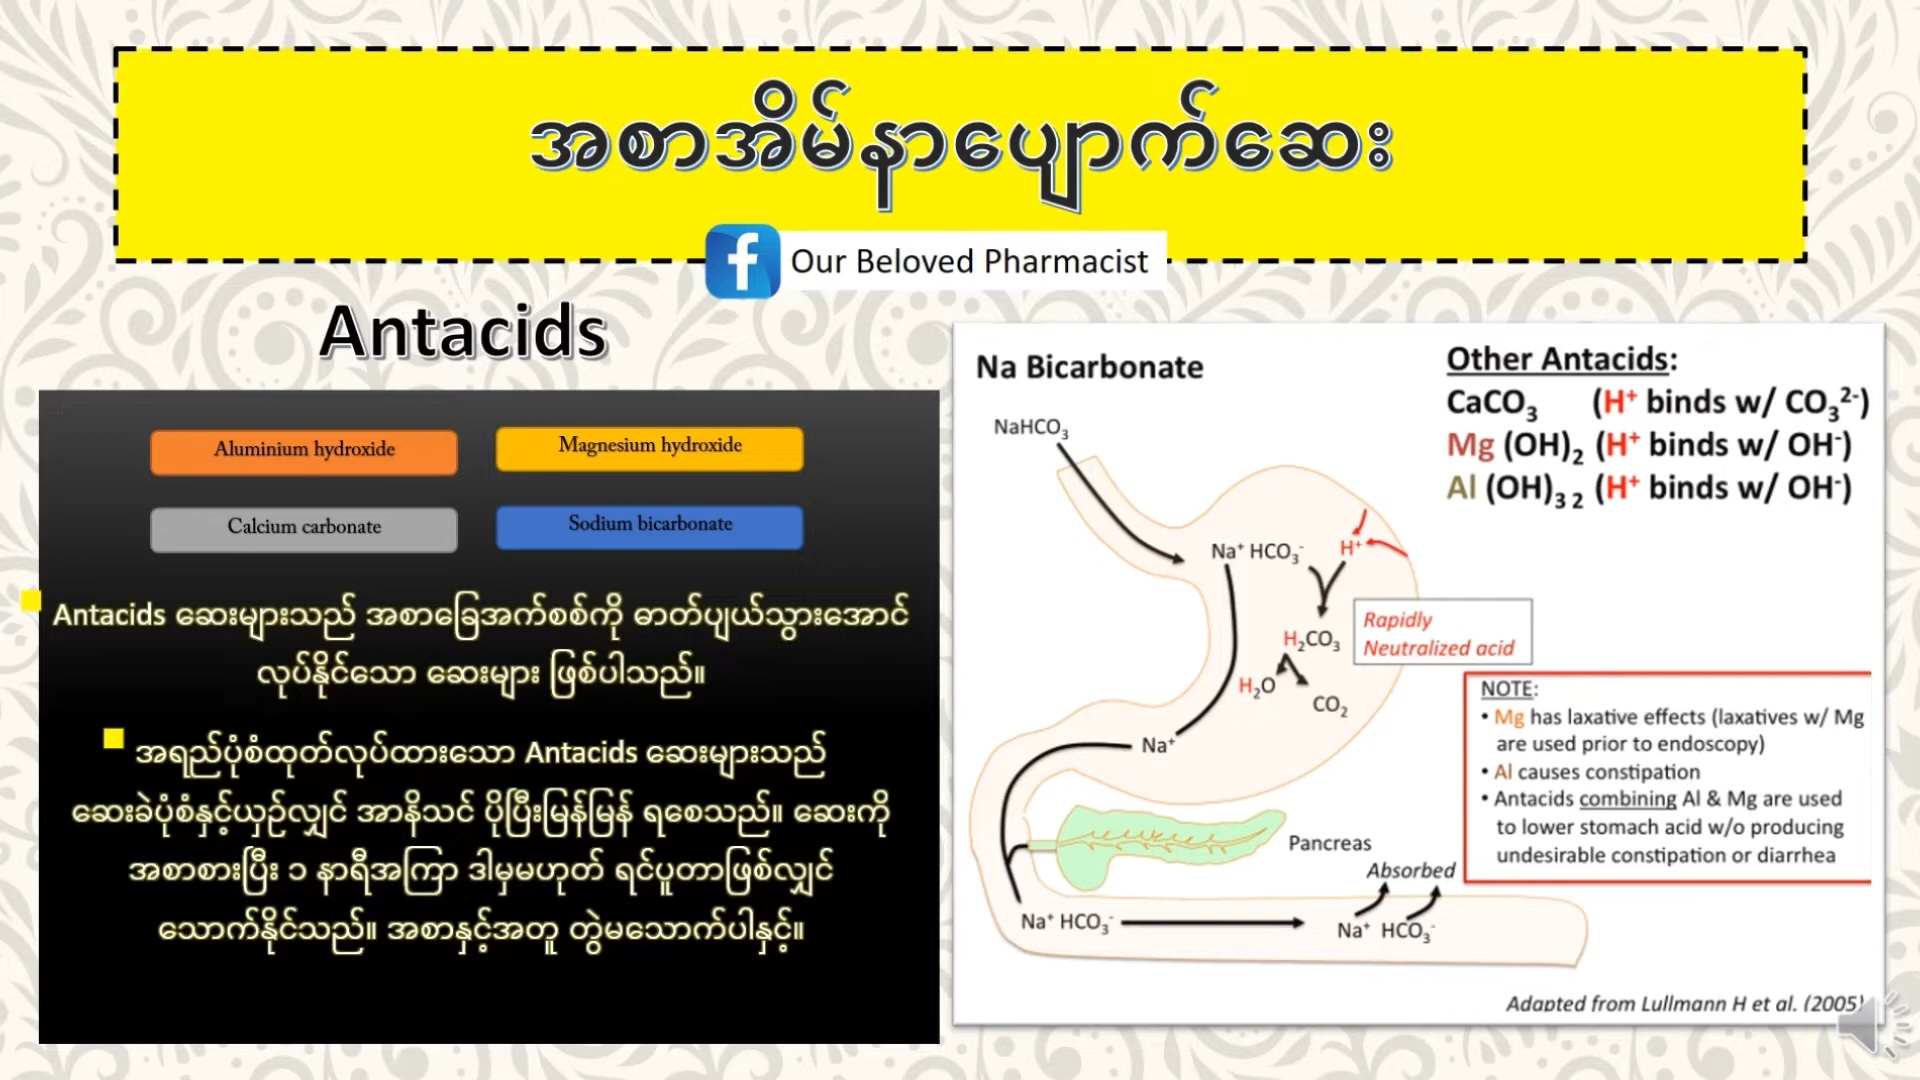 အစာအိမ်နာပျောက်ဆေး
Our Beloved Pharmacist
Antacids
Aluminium hydroxide
Magnesium hydroxide
Calcium carbonate
Sodium bicarbonate
Antacids ဆေးများသည် အစာခြေအက်စစ်ကို ဓာတ်ပျယ်သွားအောင်
လုပ်နိုင်သော ဆေးများ ဖြစ်ပါသည်။
အရည်ပုံစံထုတ်လုပ်ထားသော Antacids ဆေးများသည်
ဆေးခဲပုံစံနှင့်ယှဉ်လျှင် အာနိသင် ပိုပြီးမြန်မြန် ရစေသည်။ ဆေးကို
အစာစားပြီး ၁ နာရီအကြာ ဒါမှမဟုတ် ရင်ပူတာဖြစ်လျှင်
သောက်နိုင်သည်။ အစာနှင့်အတူ တွဲမသောက်ပါနှင့်။
Na Bicarbonate
Other Antacids:
CaCO₃ (H⁺ binds w/ CO₃²⁻)
Mg (OH)₂ (H⁺ binds w/ OH⁻)
Al (OH)₃ ₂ (H⁺ binds w/ OH⁻)
NaHCO₃
Na⁺ HCO₃⁻
H⁺
H₂CO₃
Rapidly
Neutralized acid
H₂O
CO₂
Na⁺
NOTE:
• Mg has laxative effects (laxatives w/ Mg
are used prior to endoscopy)
• Al causes constipation
• Antacids combining Al & Mg are used
to lower stomach acid w/o producing
undesirable constipation or diarrhea
Pancreas
Absorbed
Na⁺ HCO₃⁻
Na⁺ HCO₃⁻
Adapted from Lullmann H et al. (2005)